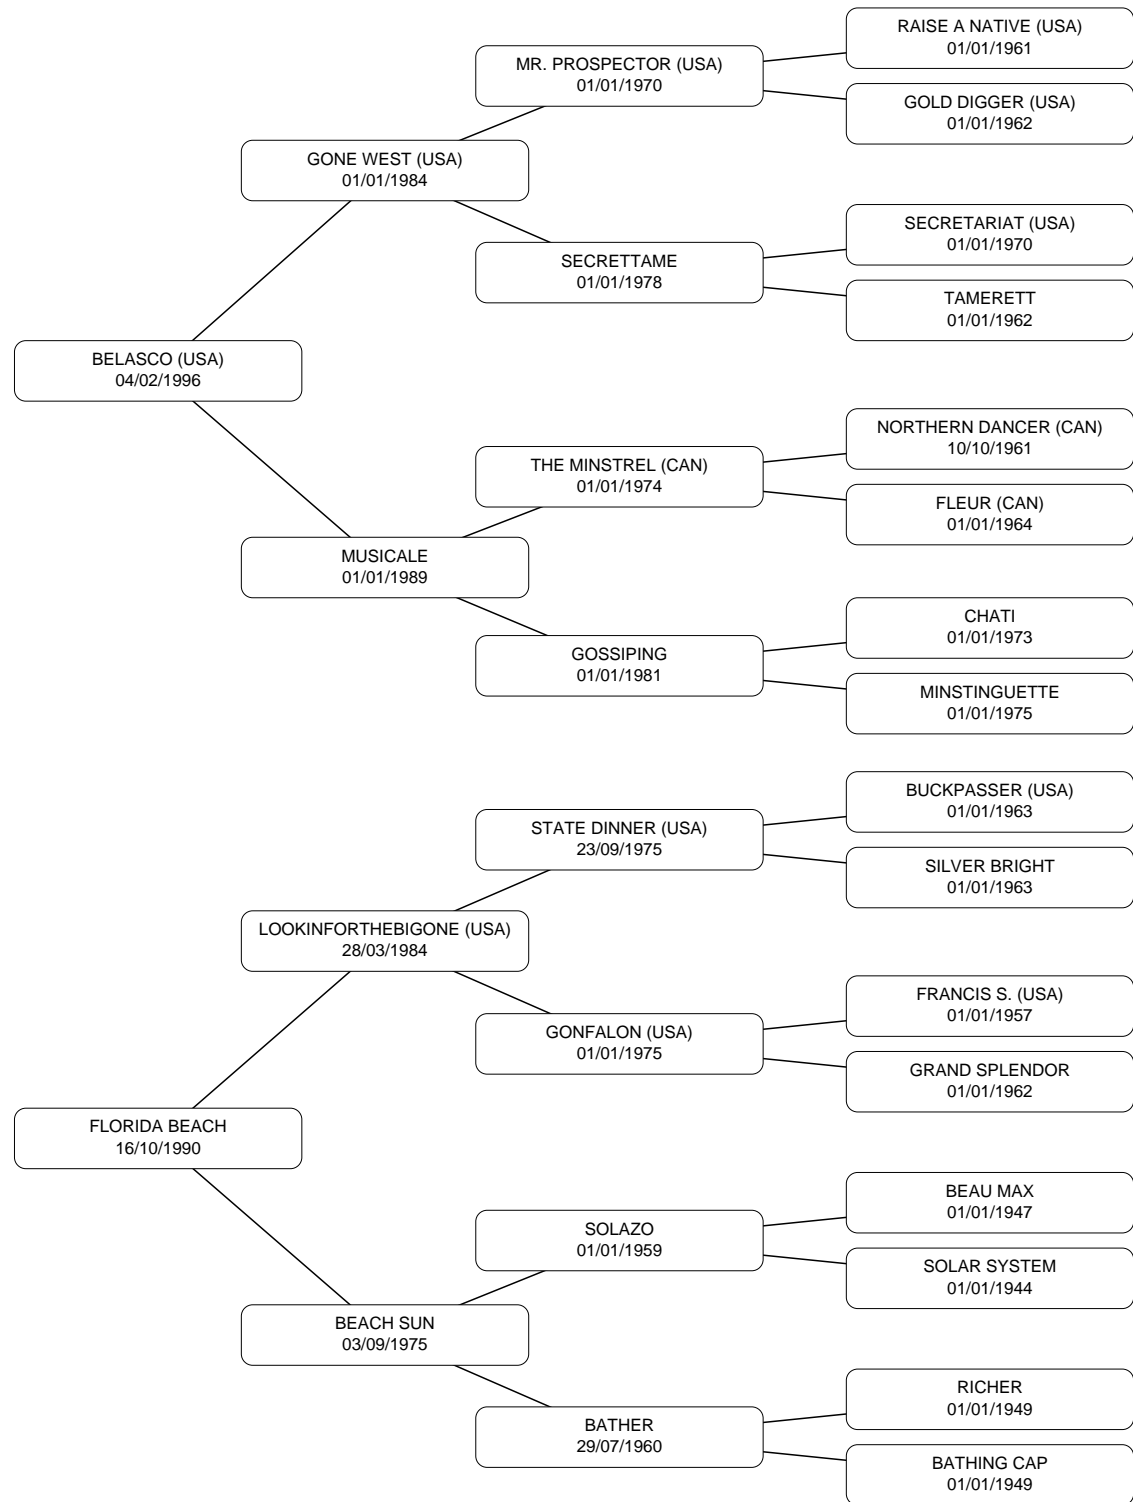 RAISE A NATIVE (USA)
01/01/1961
MR. PROSPECTOR (USA)
01/01/1970
GOLD DIGGER (USA)
01/01/1962
GONE WEST (USA)
01/01/1984
SECRETARIAT (USA)
01/01/1970
SECRETTAME
01/01/1978
TAMERETT
01/01/1962
BELASCO (USA)
04/02/1996
NORTHERN DANCER (CAN)
10/10/1961
THE MINSTREL (CAN)
01/01/1974
FLEUR (CAN)
01/01/1964
MUSICALE
01/01/1989
CHATI
01/01/1973
GOSSIPING
01/01/1981
MINSTINGUETTE
01/01/1975
BUCKPASSER (USA)
01/01/1963
STATE DINNER (USA)
23/09/1975
SILVER BRIGHT
01/01/1963
LOOKINFORTHEBIGONE (USA)
28/03/1984
FRANCIS S. (USA)
01/01/1957
GONFALON (USA)
01/01/1975
GRAND SPLENDOR
01/01/1962
FLORIDA BEACH
16/10/1990
BEAU MAX
01/01/1947
SOLAZO
01/01/1959
SOLAR SYSTEM
01/01/1944
BEACH SUN
03/09/1975
RICHER
01/01/1949
BATHER
29/07/1960
BATHING CAP
01/01/1949